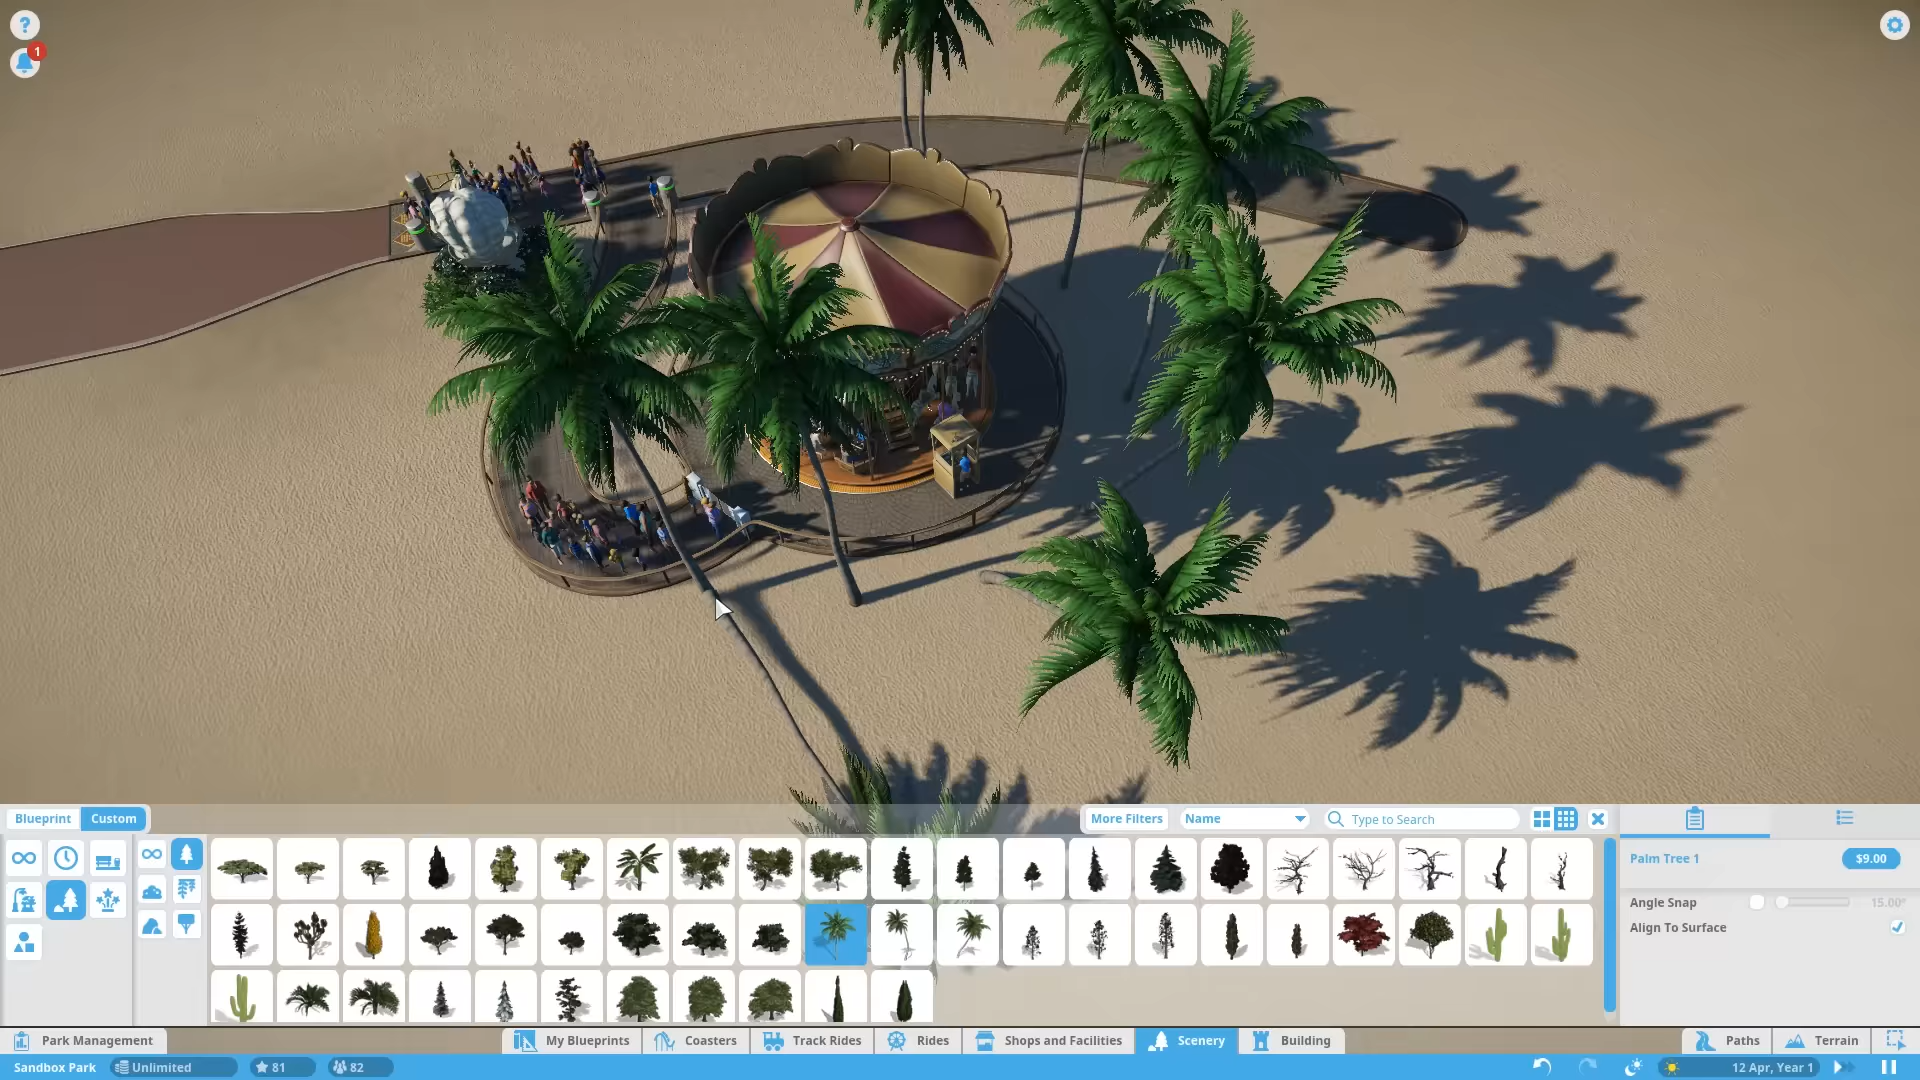 ?
1
Blueprint
Custom
More Filters
Name
Type to Search
Palm Tree 1
$9.00
Angle Snap
15.00°
Align To Surface
Park Management
My Blueprints
Coasters
Track Rides
Rides
Shops and Facilities
Scenery
Building
Paths
Terrain
Sandbox Park
Unlimited
81
82
12 Apr, Year 1